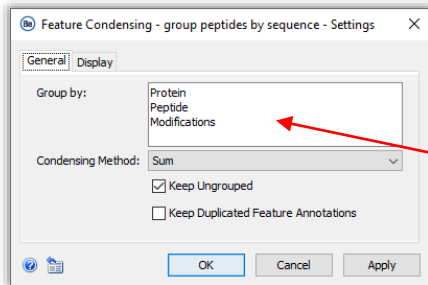 Be Feature Condensing - group peptides by sequence - Settings
General Display
Group by:
Protein
Peptide
Modifications
Condensing Method: Sum
Keep Ungrouped
Keep Duplicated Feature Annotations
OK Cancel Apply